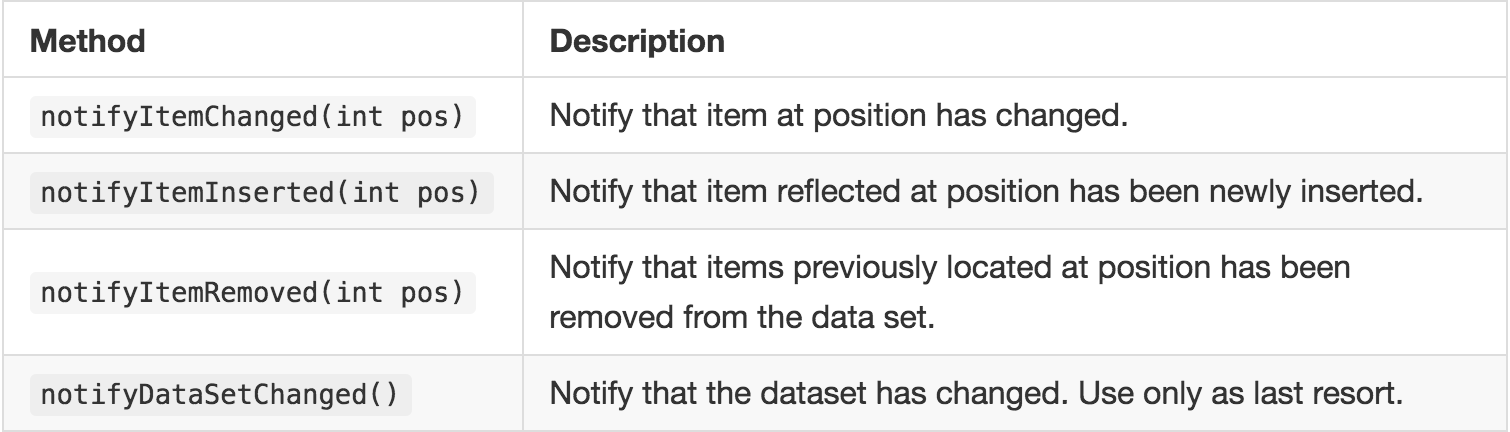 Method Description
notifyItemChanged(int pos) Notify that item at position has changed.
notifyItemInserted(int pos) Notify that item reflected at position has been newly inserted.
notifyItemRemoved(int pos) Notify that items previously located at position has been
removed from the data set.
notifyDataSetChanged() Notify that the dataset has changed. Use only as last resort.